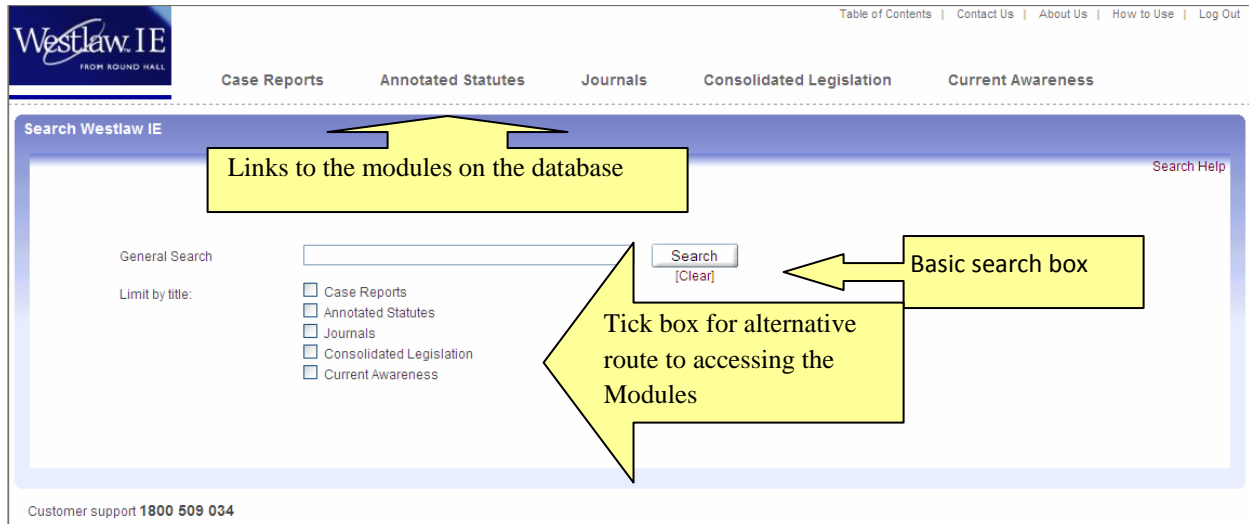 Table of Contents | Contact Us | About Us | How to Use | Log Out
Westlaw.IE
FROM ROUND HALL
Case Reports Annotated Statutes Journals Consolidated Legislation Current Awareness
Search Westlaw IE
Links to the modules on the database
Search Help
General Search
Search
[Clear]
Basic search box
Limit by title:
Case Reports
Annotated Statutes
Journals
Consolidated Legislation
Current Awareness
Tick box for alternative
route to accessing the
Modules
Customer support 1800 509 034